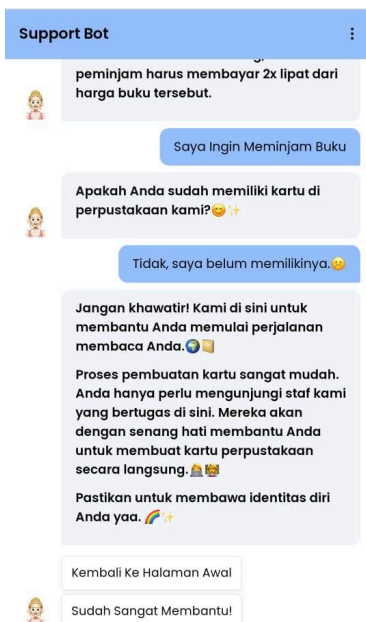 Support Bot
peminjam harus membayar 2x lipat dari
harga buku tersebut.
Saya Ingin Meminjam Buku
Apakah Anda sudah memiliki kartu di
perpustakaan kami?😊✨
Tidak, saya belum memilikinya.☹️
Jangan khawatir! Kami di sini untuk
membantu Anda memulai perjalanan
membaca Anda.🌍📔
Proses pembuatan kartu sangat mudah.
Anda hanya perlu mengunjungi staf kami
yang bertugas di sini. Mereka akan
dengan senang hati membantu Anda
untuk membuat kartu perpustakaan
secara langsung.
Pastikan untuk membawa identitas diri
Anda yaa. 🌈✨
Kembali Ke Halaman Awal
Sudah Sangat Membantu!